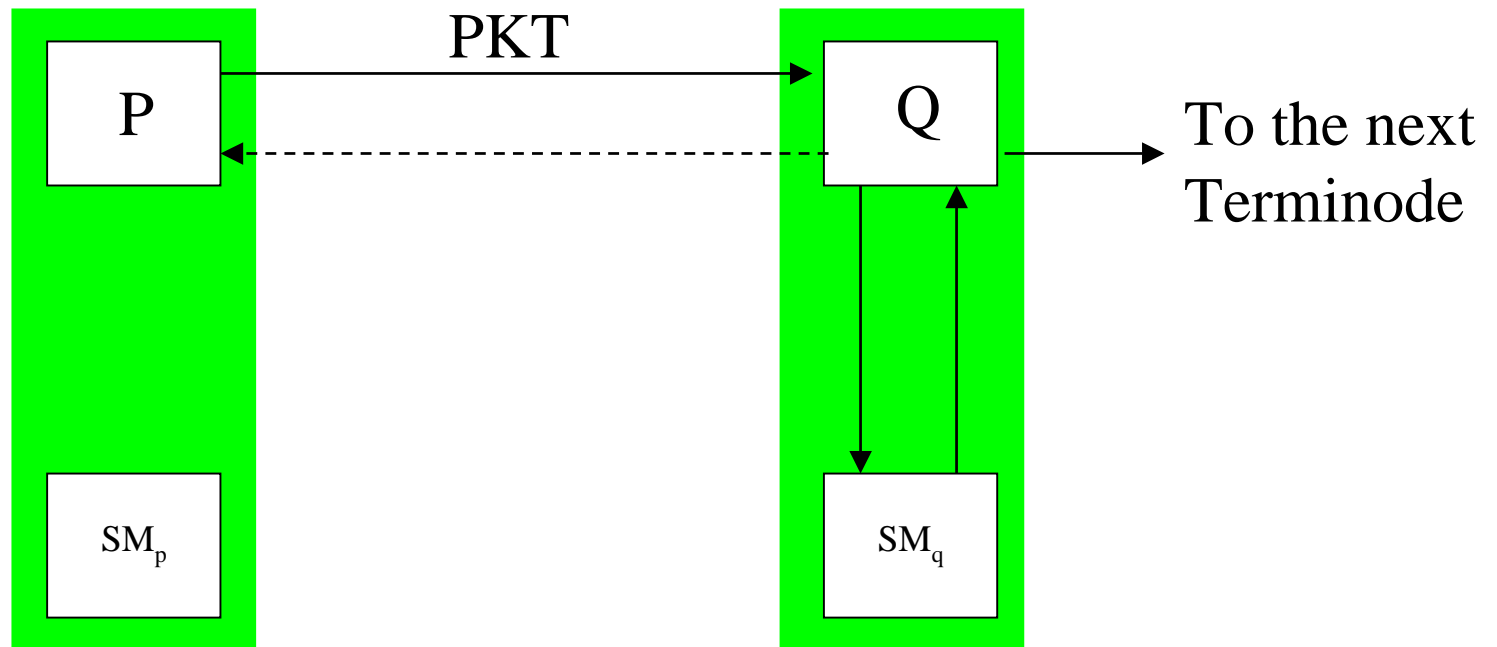 PKT
P
Q
To the next
Terminode
SMp
SMq